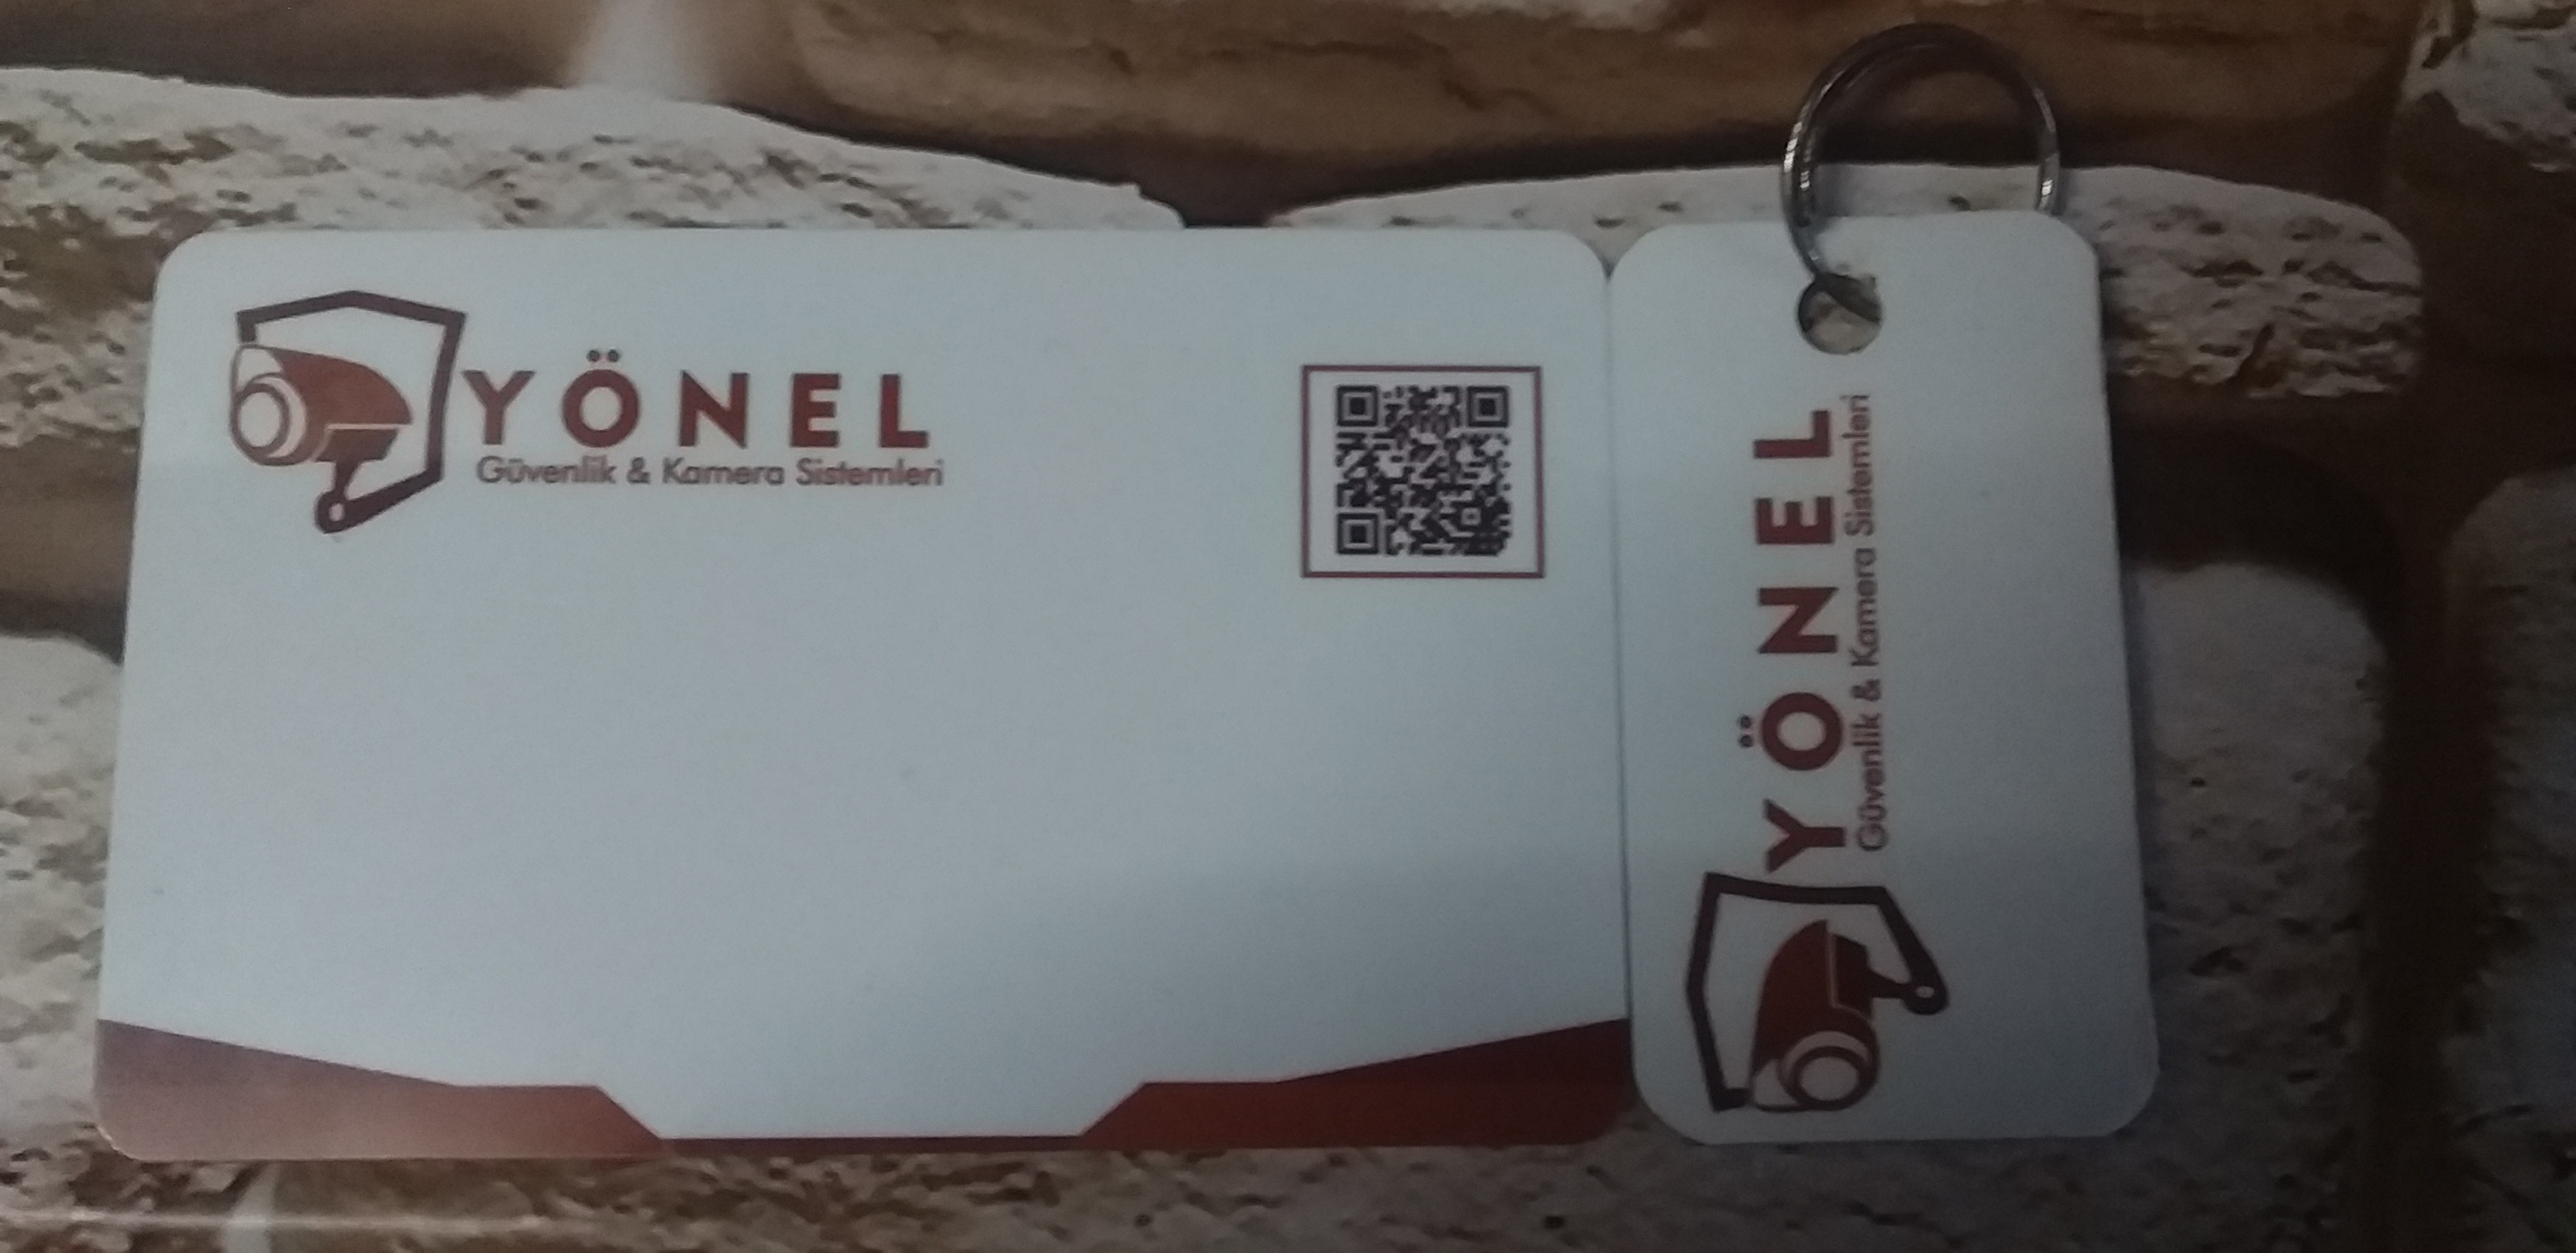 YÖNEL
Güvenlik & Kamera Sistemleri
YÖNEL
Güvenlik & Kamera Sistemleri